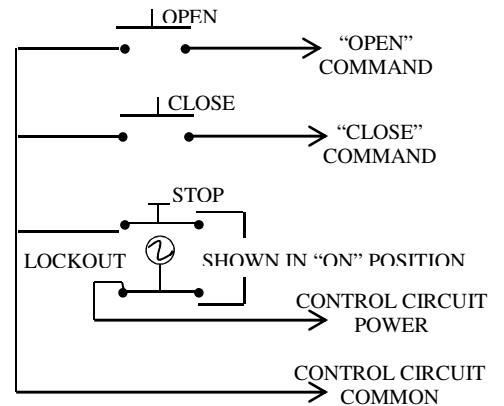 OPEN
“OPEN”
COMMAND
CLOSE
“CLOSE”
COMMAND
STOP
LOCKOUT
SHOWN IN “ON” POSITION
CONTROL CIRCUIT
POWER
CONTROL CIRCUIT
COMMON